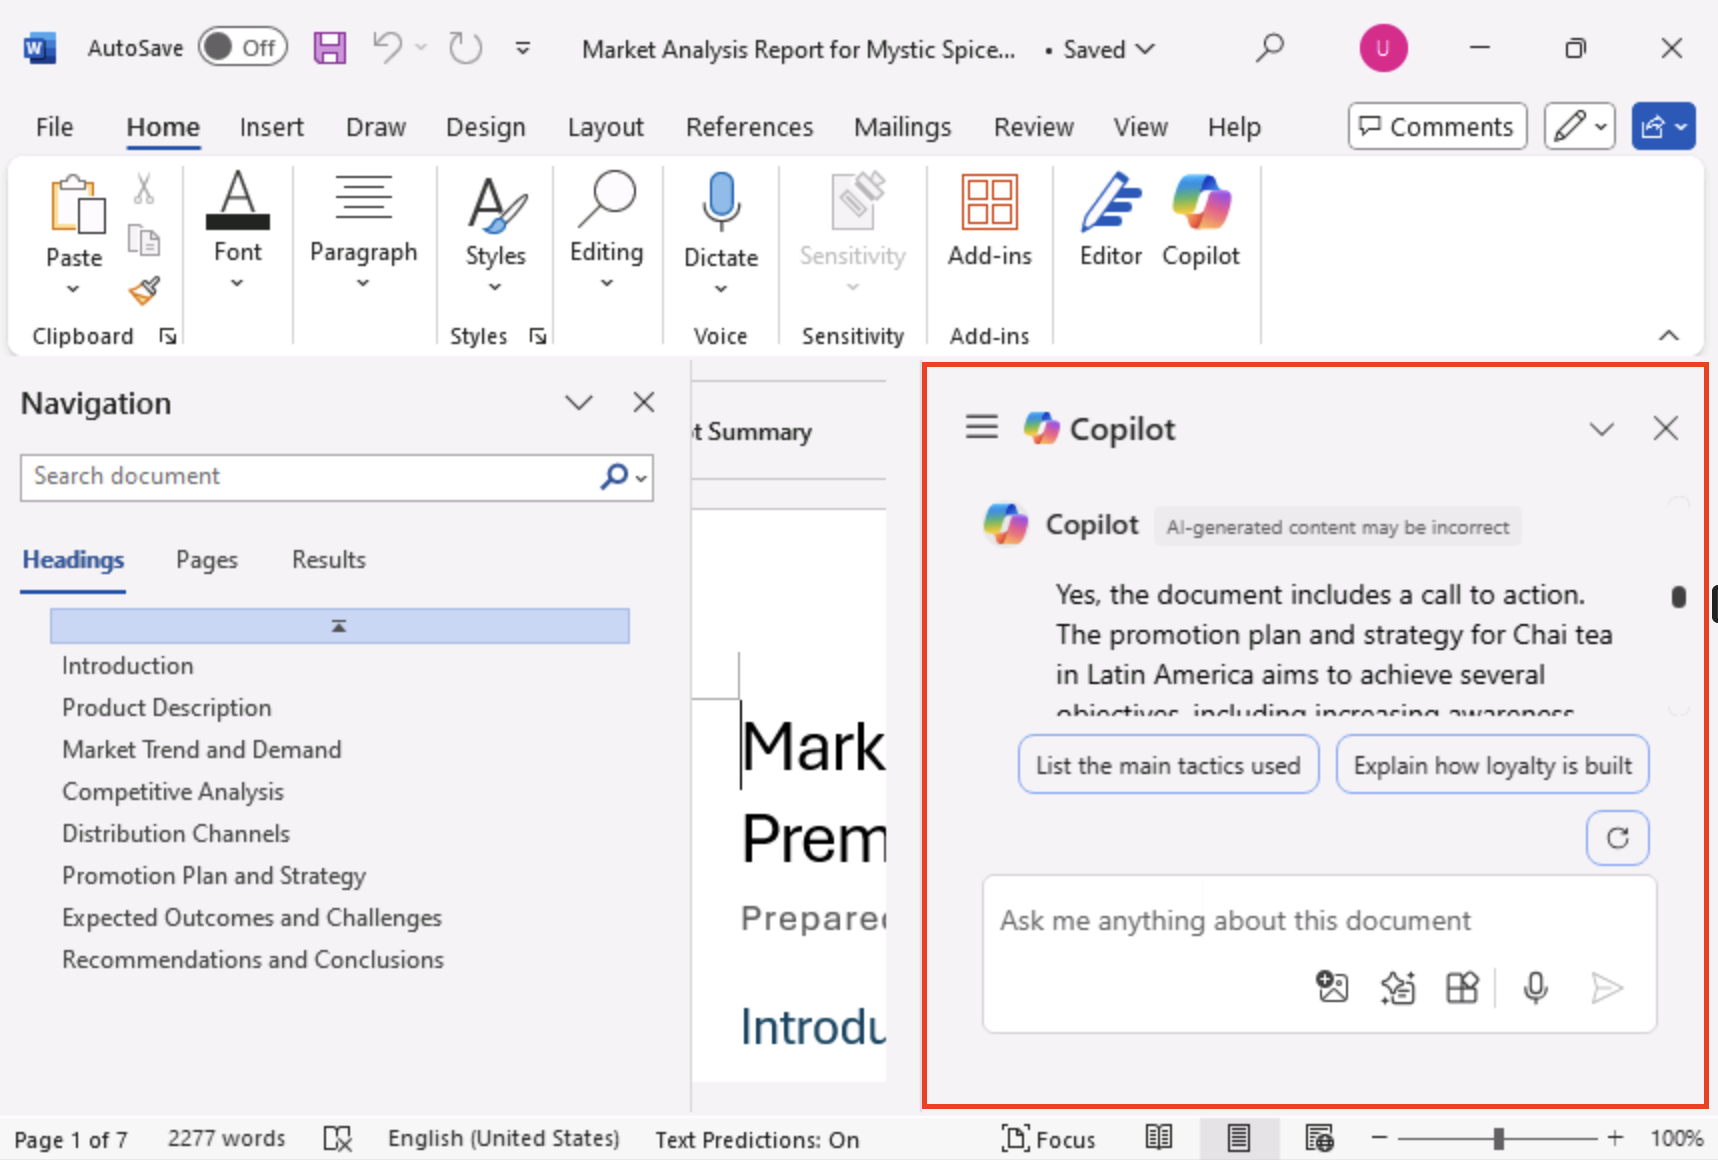 W AutoSave Off Market Analysis Report for Mystic Spice... • Saved U
File Home Insert Draw Design Layout References Mailings Review View Help Comments
Paste Font Paragraph Styles Editing Dictate Sensitivity Add-ins Editor Copilot
Clipboard Styles Voice Sensitivity Add-ins
Navigation
Search document
Headings Pages Results
Introduction
Product Description
Market Trend and Demand
Competitive Analysis
Distribution Channels
Promotion Plan and Strategy
Expected Outcomes and Challenges
Recommendations and Conclusions
t Summary
Mark
Prem
Prepare
Introdu
Copilot
Copilot AI-generated content may be incorrect
Yes, the document includes a call to action.
The promotion plan and strategy for Chai tea
in Latin America aims to achieve several
objectives, including increasing awareness
List the main tactics used Explain how loyalty is built
Ask me anything about this document
Page 1 of 7 2277 words English (United States) Text Predictions: On Focus 100%